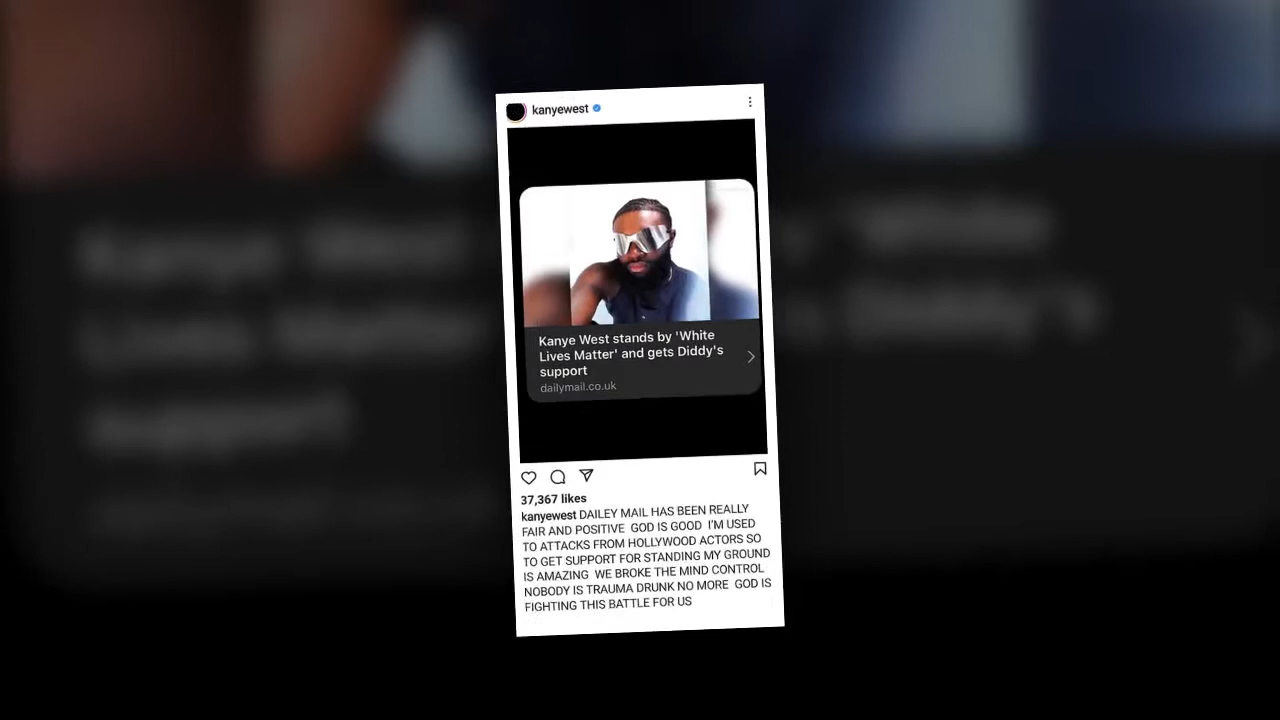 kanyewest
Kanye West stands by 'White
Lives Matter' and gets Diddy's
support
dailymail.co.uk
37,367 likes
kanyewest DAILEY MAIL HAS BEEN REALLY
FAIR AND POSITIVE GOD IS GOOD I'M USED
TO ATTACKS FROM HOLLYWOOD ACTORS SO
TO GET SUPPORT FOR STANDING MY GROUND
IS AMAZING WE BROKE THE MIND CONTROL
NOBODY IS TRAUMA DRUNK NO MORE GOD IS
FIGHTING THIS BATTLE FOR US